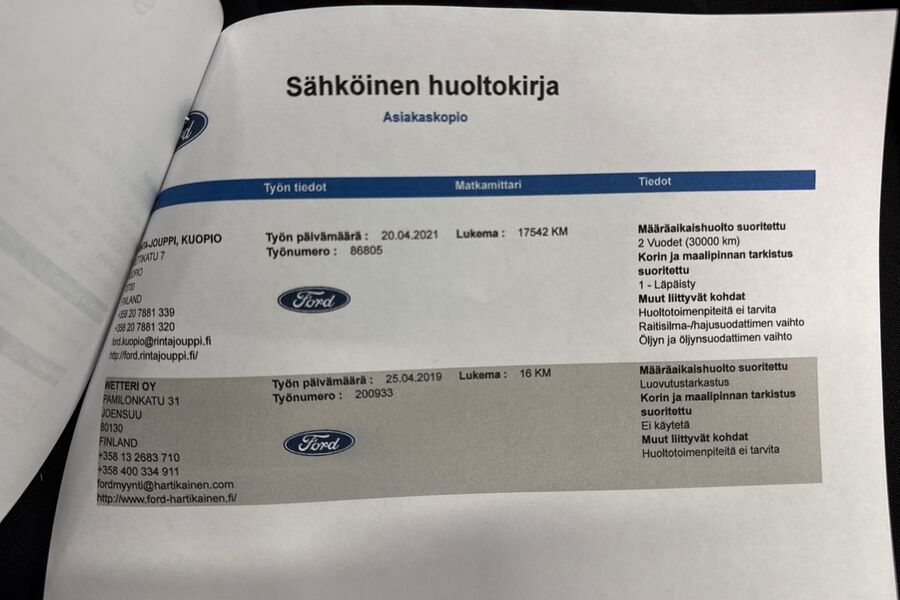 Sähköinen huoltokirja
Asiakaskopio
Työn tiedot Matkamittari Tiedot
KUOPIO
7
FINLAND
+358 20 7881 339
+358 20 7881 320
ford.kuopio@rintajouppi.fi
http://ford.rintajouppi.fi/
Työn päivämäärä : 20.04.2021 Lukema : 17542 KM
Työnumero : 86805
Ford
Määräaikaishuolto suoritettu
2 Vuodet (30000 km)
Korin ja maalipinnan tarkistus
suoritettu
1 - Läpäisty
Muut liittyvät kohdat
Huoltotoimenpiteitä ei tarvita
Raitisilma-/hajusuodattimen vaihto
Öljyn ja öljynsuodattimen vaihto
WETTERI OY
PAMILONKATU 31
JOENSUU
80130
FINLAND
+358 13 2683 710
+358 400 334 911
fordmyynti@hartikainen.com
http://www.ford-hartikainen.fi/
Työn päivämäärä : 25.04.2019 Lukema : 16 KM
Työnumero : 200933
Ford
Määräaikaishuolto suoritettu
Luovutustarkastus
Korin ja maalipinnan tarkistus
suoritettu
Ei käytetä
Muut liittyvät kohdat
Huoltotoimenpiteitä ei tarvita